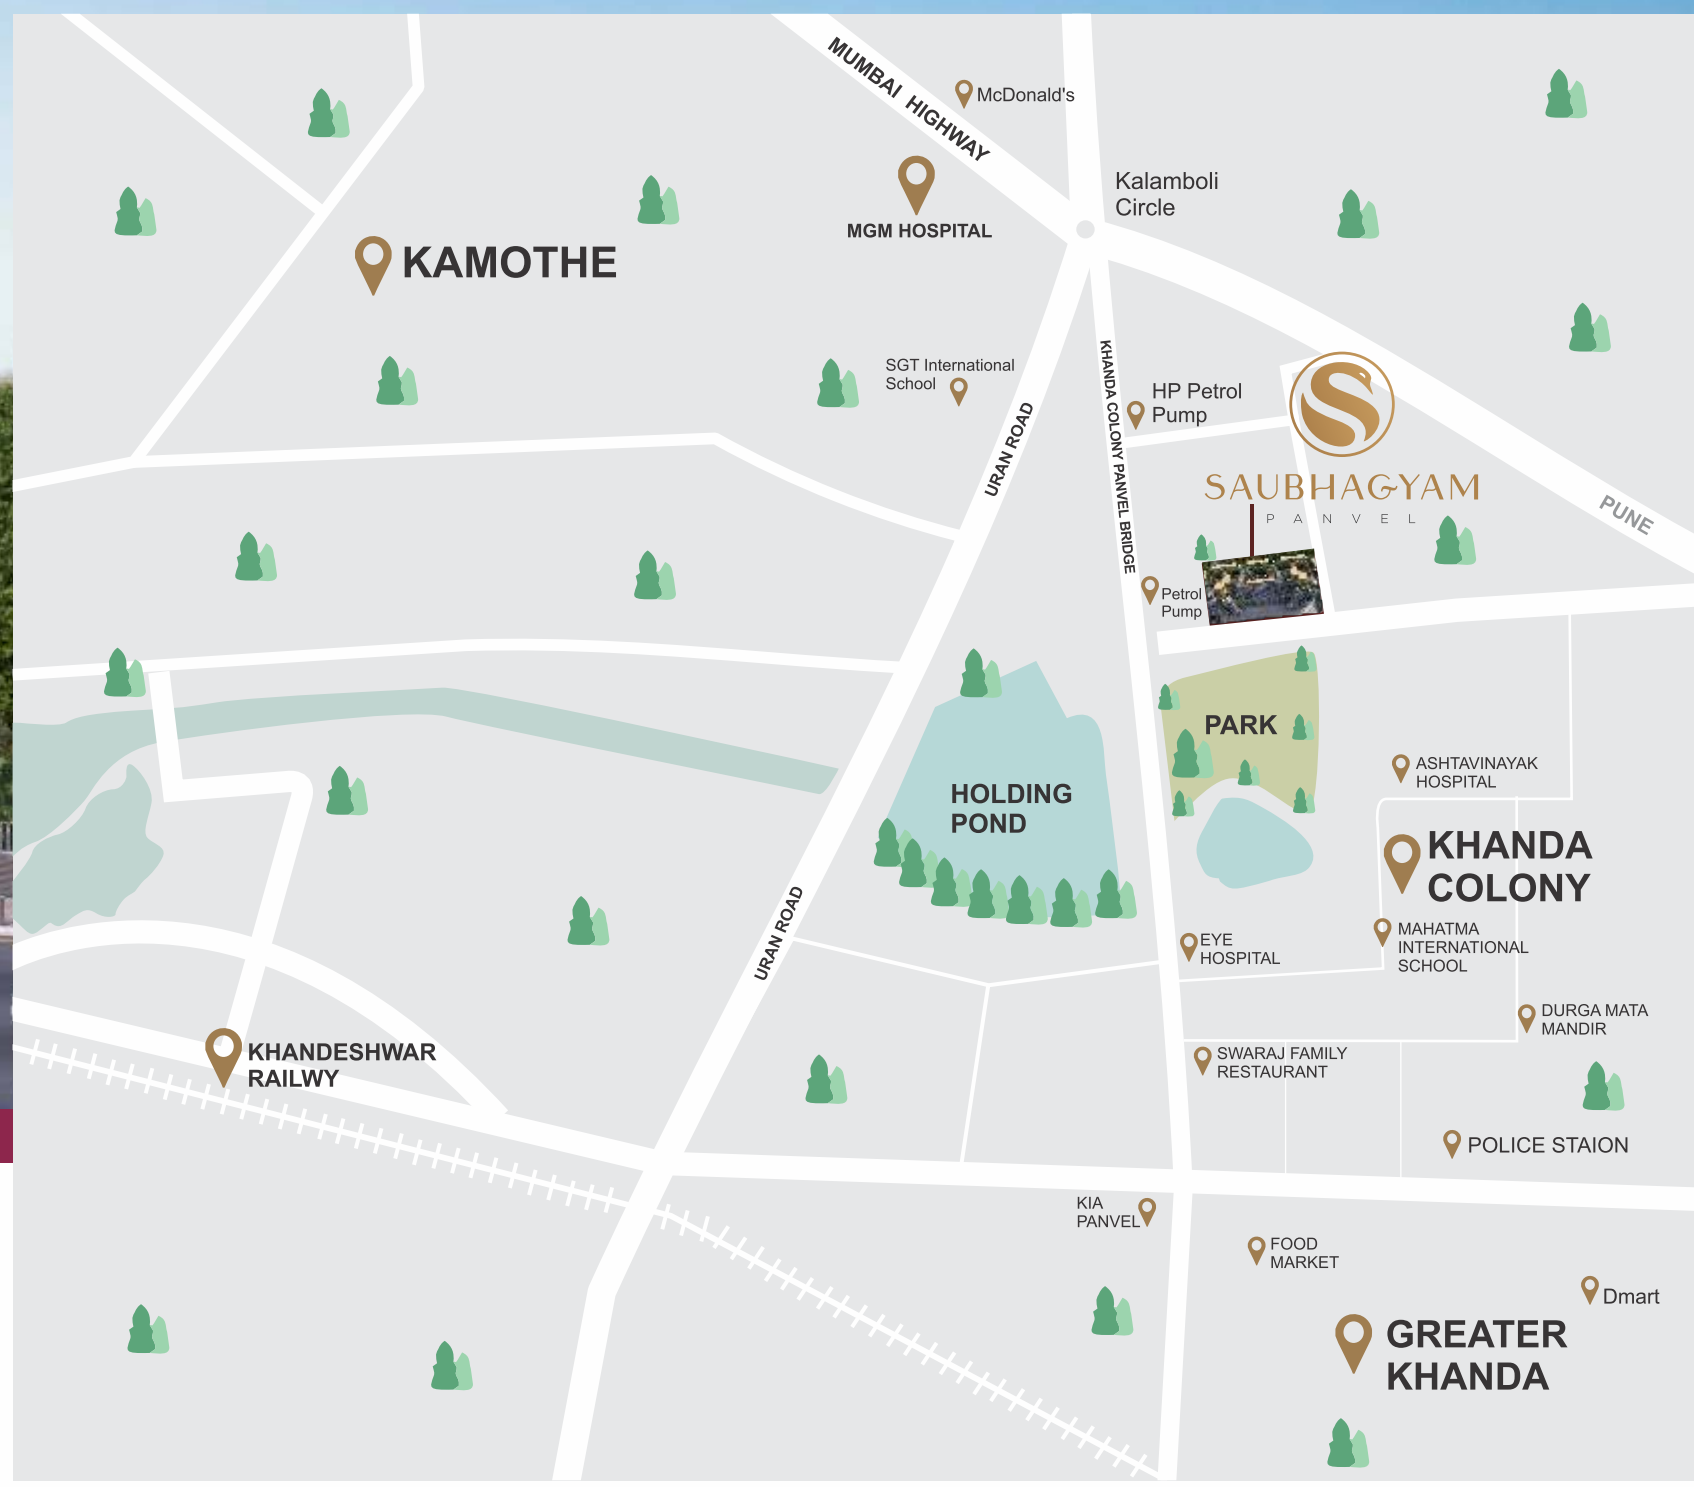 MUMBAI HIGHWAY
McDonald's
Kalamboli
Circle
MGM HOSPITAL
KAMOTHE
SGT International
School
URAN ROAD
KHANDA COLONY PANVEL BRIDGE
HP Petrol
Pump
SAUBHAGYAM
PANVEL
PUNE
Petrol
Pump
PARK
HOLDING
POND
ASHTAVINAYAK
HOSPITAL
KHANDA
COLONY
URAN ROAD
EYE
HOSPITAL
MAHATMA
INTERNATIONAL
SCHOOL
DURGA MATA
MANDIR
KHANDESHWAR
RAILWY
SWARAJ FAMILY
RESTAURANT
POLICE STAION
KIA
PANVEL
FOOD
MARKET
Dmart
GREATER
KHANDA